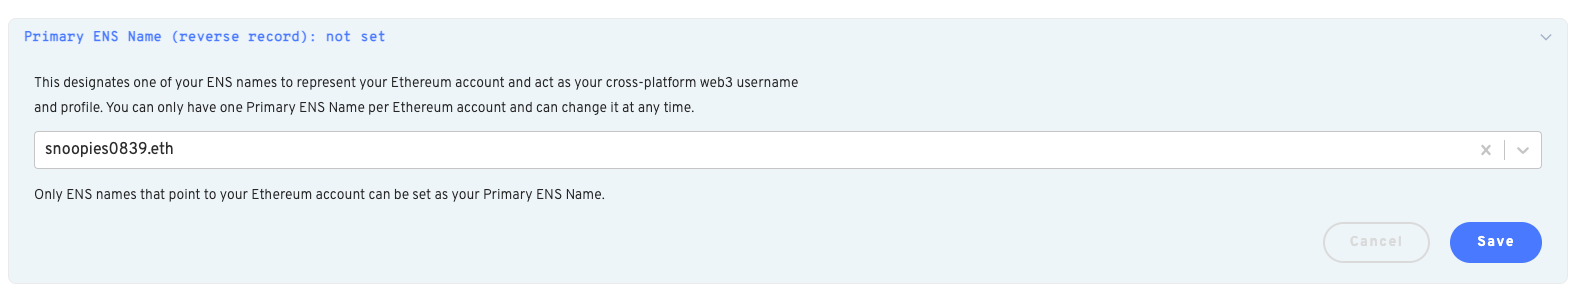 Primary ENS Name (reverse record): not set
This designates one of your ENS names to represent your Ethereum account and act as your cross-platform web3 username
and profile. You can only have one Primary ENS Name per Ethereum account and can change it at any time.
snoopies0839.eth
Only ENS names that point to your Ethereum account can be set as your Primary ENS Name.
Cancel Save